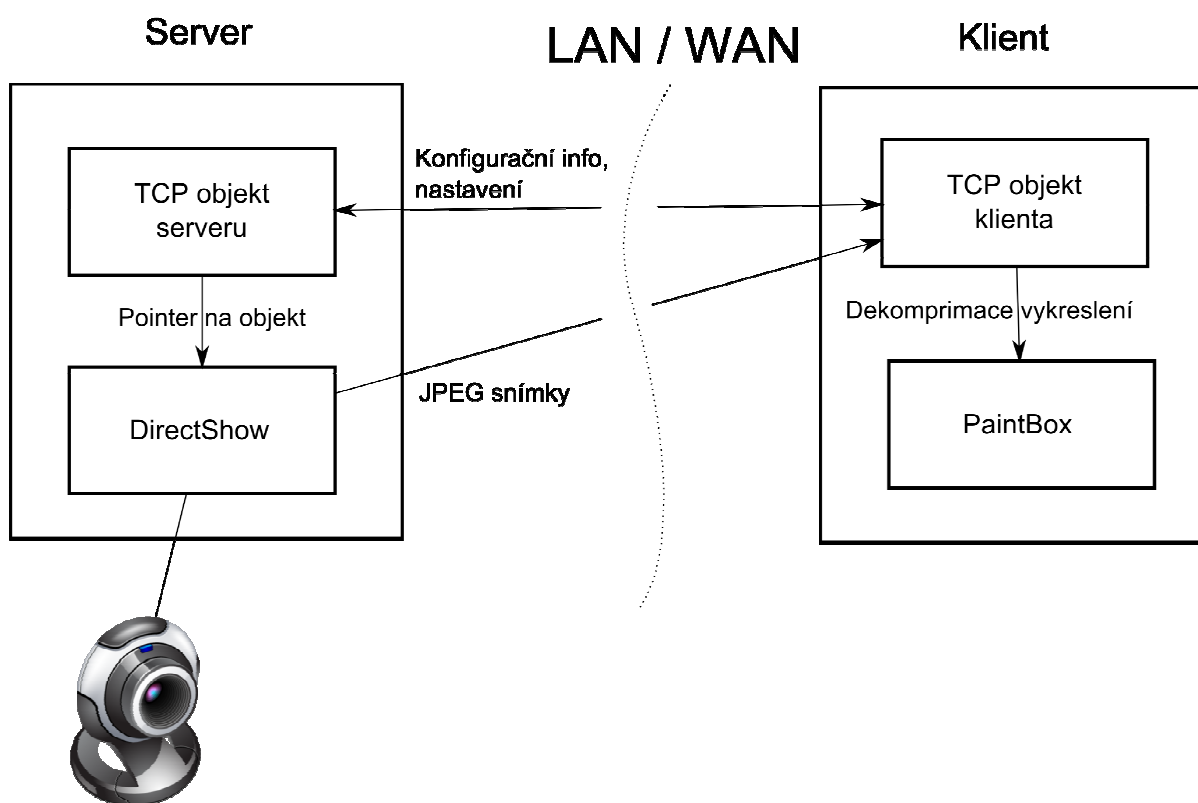 Server
LAN / WAN
Klient
TCP objekt
serveru
Konfigurační info,
nastavení
TCP objekt
klienta
Pointer na objekt
Dekomprimace vykreslení
DirectShow
JPEG snímky
PaintBox